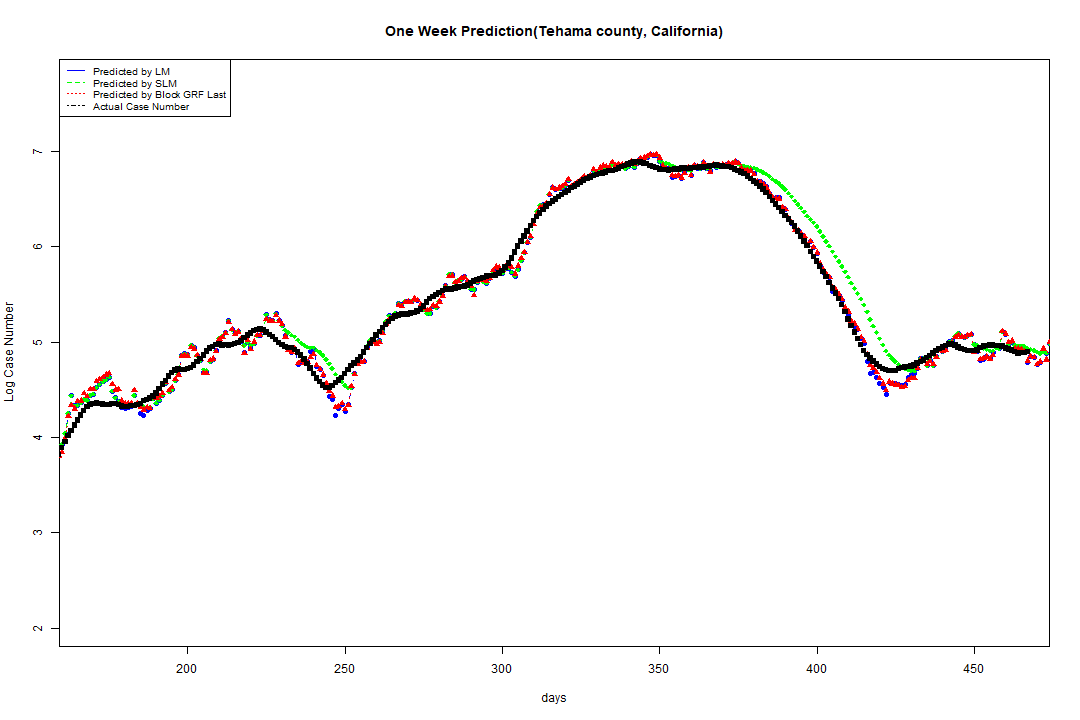 One Week Prediction(Tehama county, California)
Predicted by LM
Predicted by SLM
Predicted by Block GRF Last
Actual Case Number
7
6
5
4
3
2
Log Case Number
200 250 300 350 400 450
days